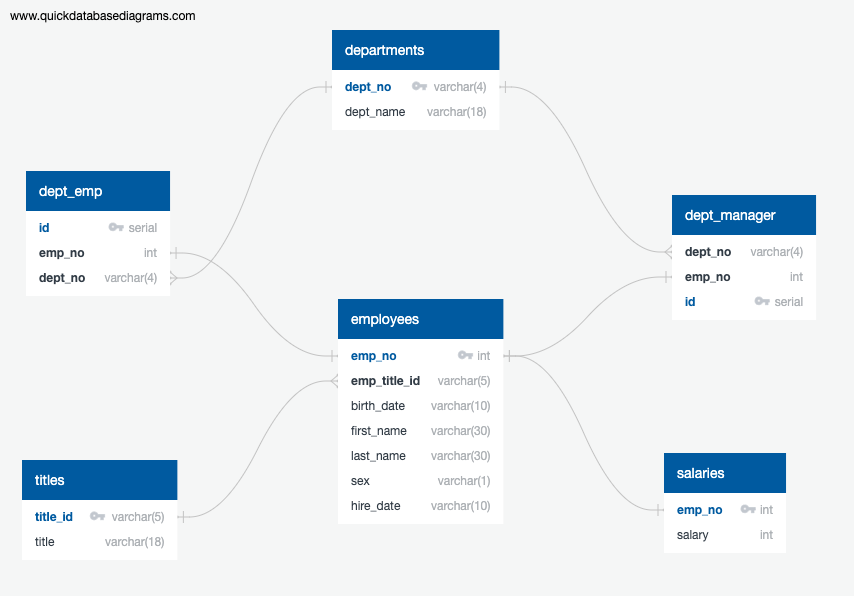 www.quickdatabasediagrams.com
departments
dept_no varchar(4)
dept_name varchar(18)
dept_emp
id serial
emp_no int
dept_no varchar(4)
dept_manager
dept_no varchar(4)
emp_no int
id serial
employees
emp_no int
emp_title_id varchar(5)
birth_date varchar(10)
first_name varchar(30)
last_name varchar(30)
sex varchar(1)
hire_date varchar(10)
titles
title_id varchar(5)
title varchar(18)
salaries
emp_no int
salary int